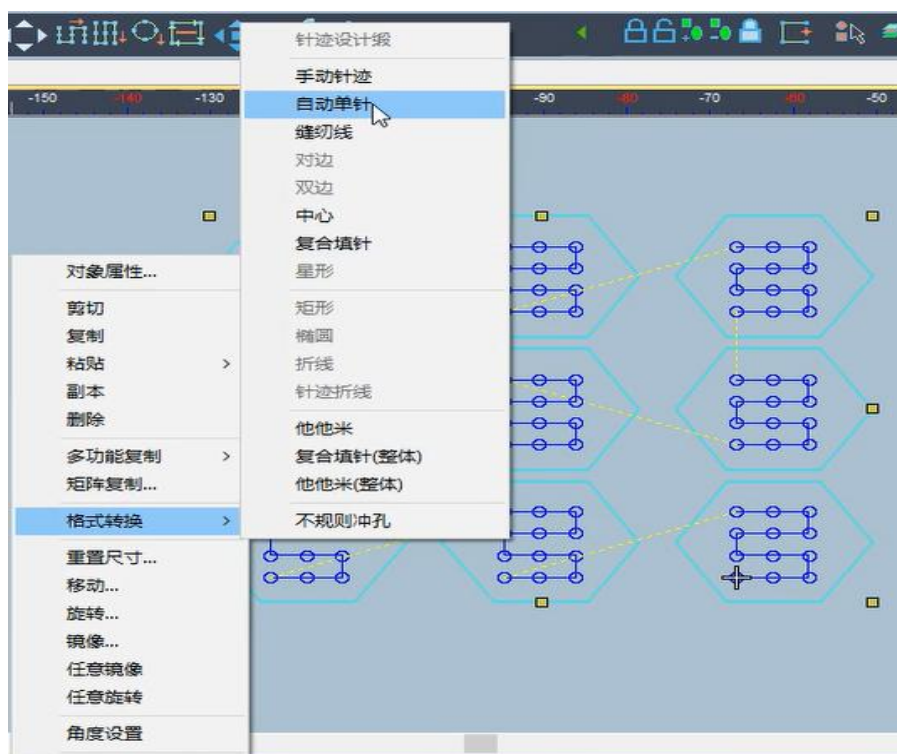 -150
-140
-130
-90
-80
-70
-60
-50
针迹设计缎
手动针迹
自动单针
缝纫线
对边
双边
中心
复合填针
星形
矩形
椭圆
折线
针迹折线
他他米
复合填针(整体)
他他米(整体)
不规则冲孔
对象属性...
剪切
复制
粘贴
副本
删除
多功能复制
矩阵复制...
格式转换
重置尺寸...
移动...
旋转...
镜像...
任意镜像
任意旋转
角度设置